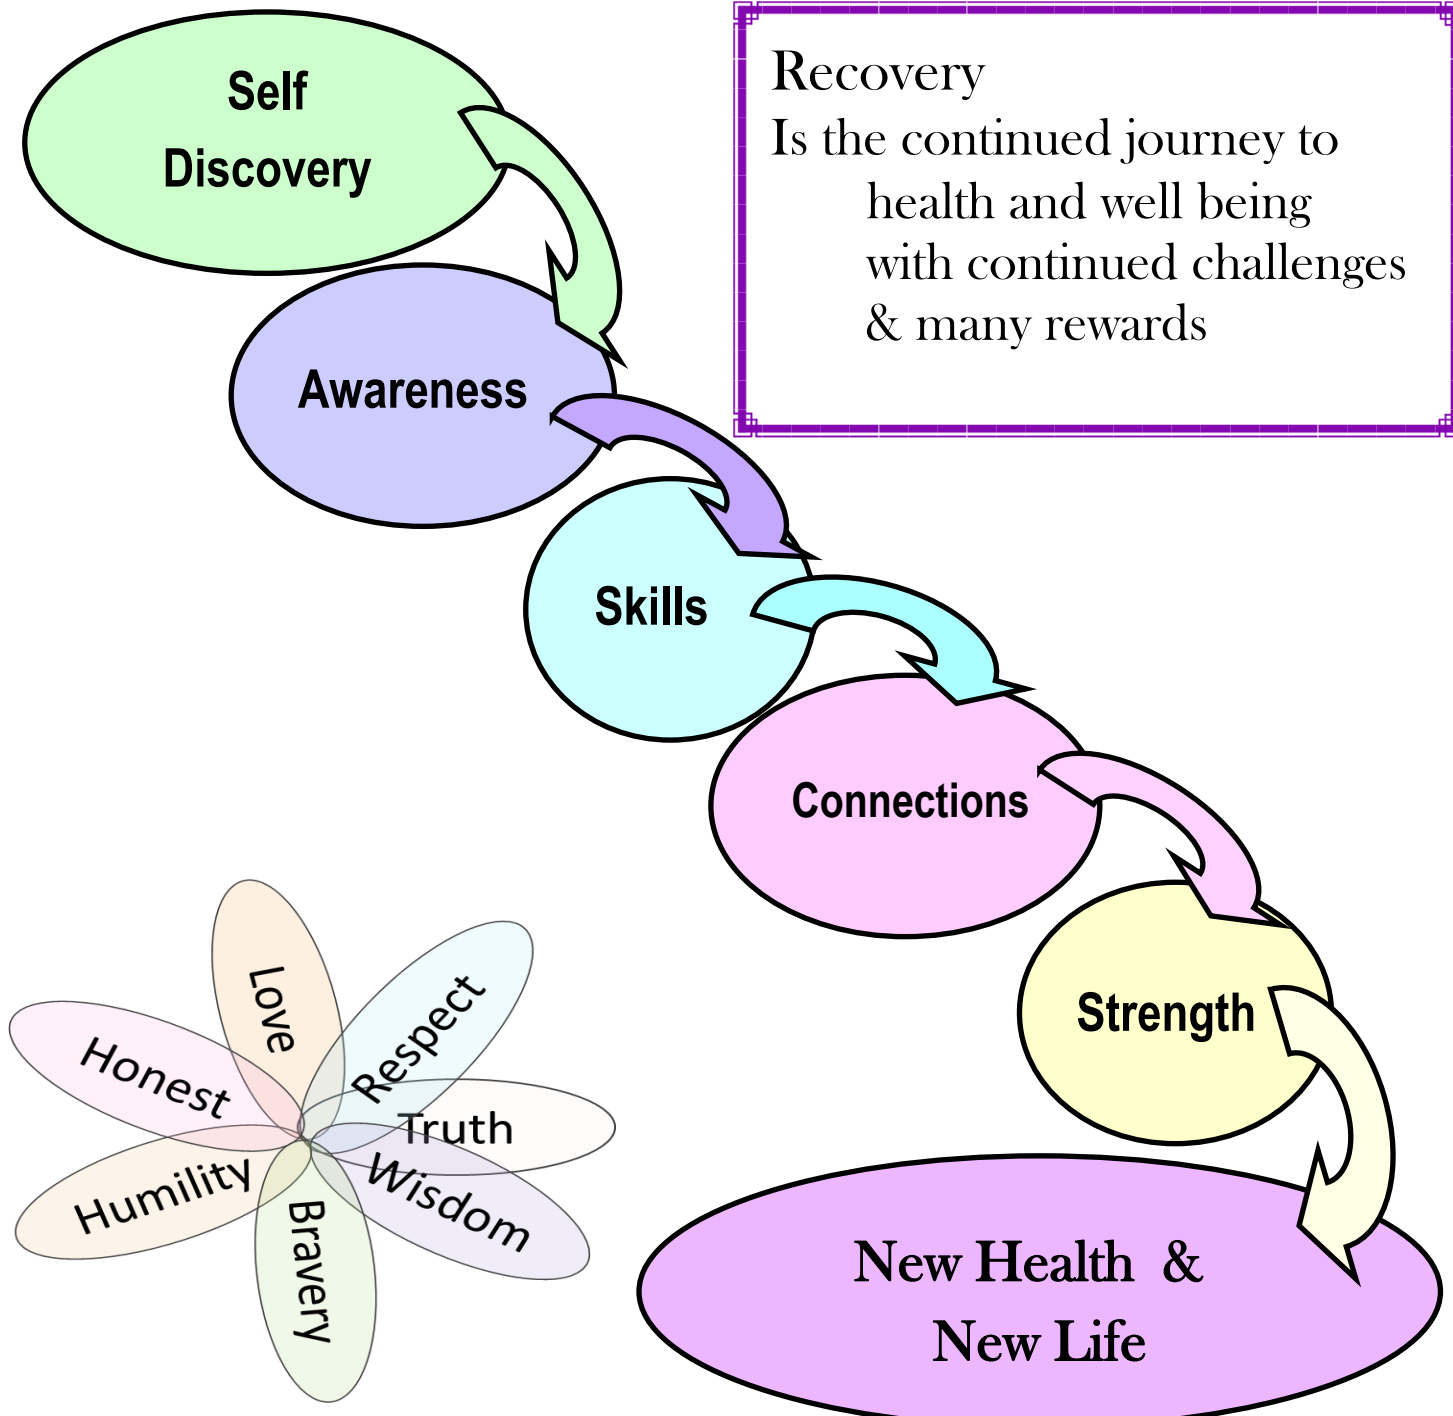 Self
Discovery
Recovery
Is the continued journey to
health and well being
with continued challenges
& many rewards
Awareness
Skills
Connections
Strength
New Health &
New Life
Love
Respect
Honest
Truth
Humility
Wisdom
Bravery